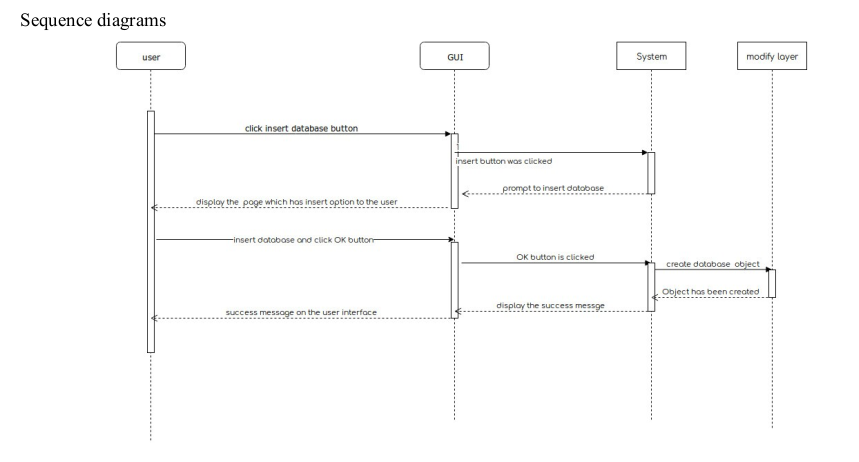 Sequence diagrams
user
GUI
System
modify layer
click insert database button
insert button was clicked
prompt to insert database
display the page which has insert option to the user
insert database and click OK button
OK button is clicked
create database object
Object has been created
display the success messge
success message on the user interface